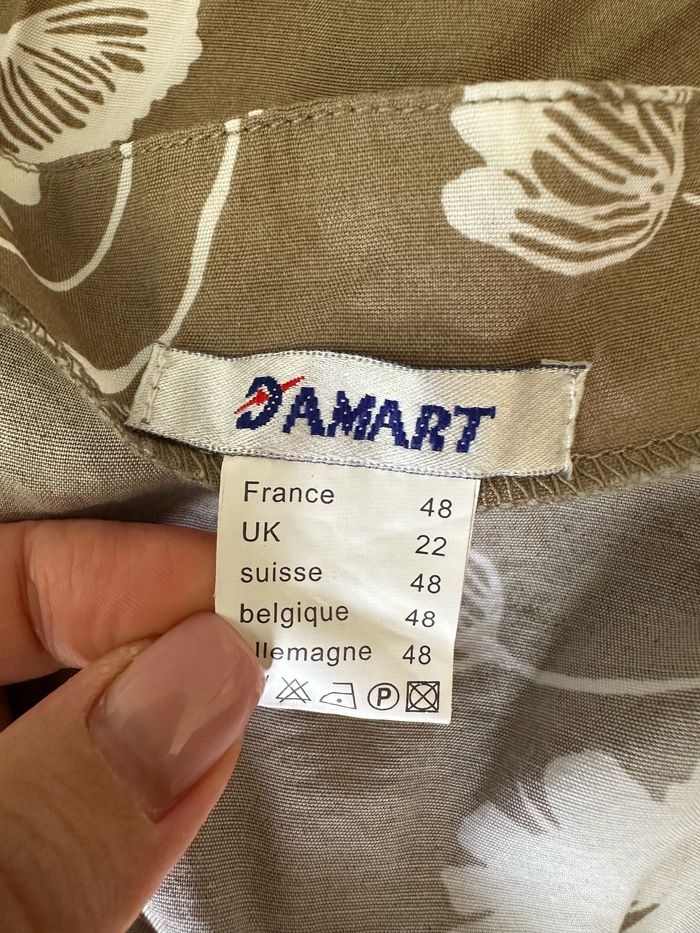 DAMART
France 48
UK 22
suisse 48
belgique 48
llemagne 48
P